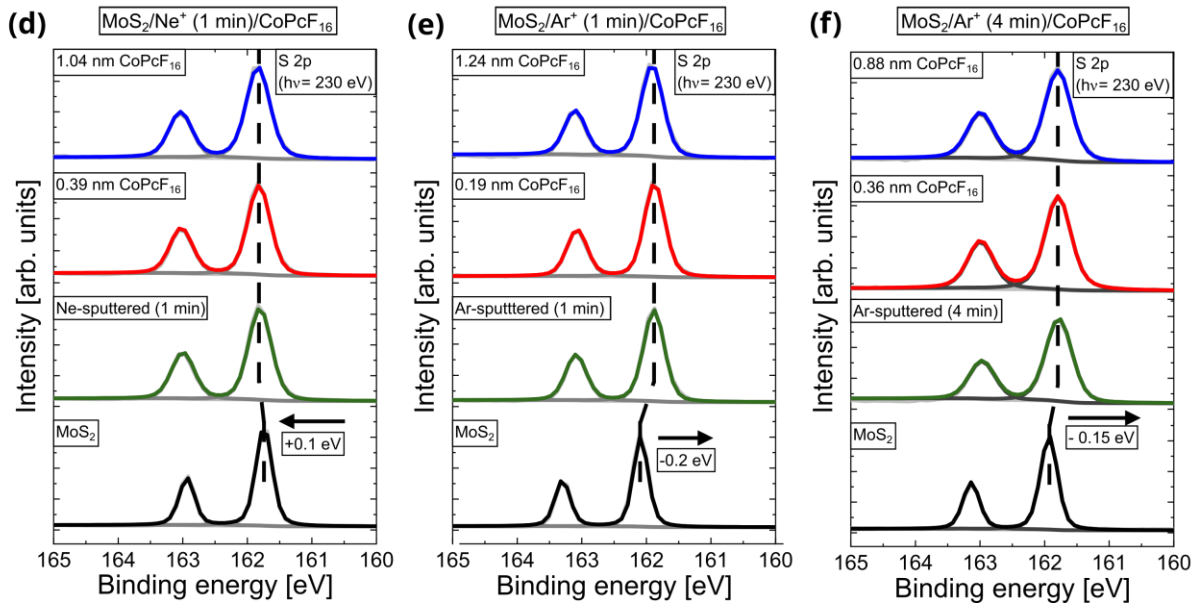 (d)
MoS₂/Ne⁺ (1 min)/CoPcF₁₆
1.04 nm CoPcF₁₆
S 2p
(hν= 230 eV)
0.39 nm CoPcF₁₆
Ne-sputtered (1 min)
MoS₂
+0.1 eV
Intensity [arb. units]
165 164 163 162 161 160
Binding energy [eV]
(e)
MoS₂/Ar⁺ (1 min)/CoPcF₁₆
1.24 nm CoPcF₁₆
S 2p
(hν= 230 eV)
0.19 nm CoPcF₁₆
Ar-sputttered (1 min)
MoS₂
-0.2 eV
Intensity [arb. units]
165 164 163 162 161 160
Binding energy [eV]
(f)
MoS₂/Ar⁺ (4 min)/CoPcF₁₆
0.88 nm CoPcF₁₆
S 2p
(hν= 230 eV)
0.36 nm CoPcF₁₆
Ar-sputtered (4 min)
MoS₂
- 0.15 eV
Intensity [arb. units]
165 164 163 162 161 160
Binding energy [eV]